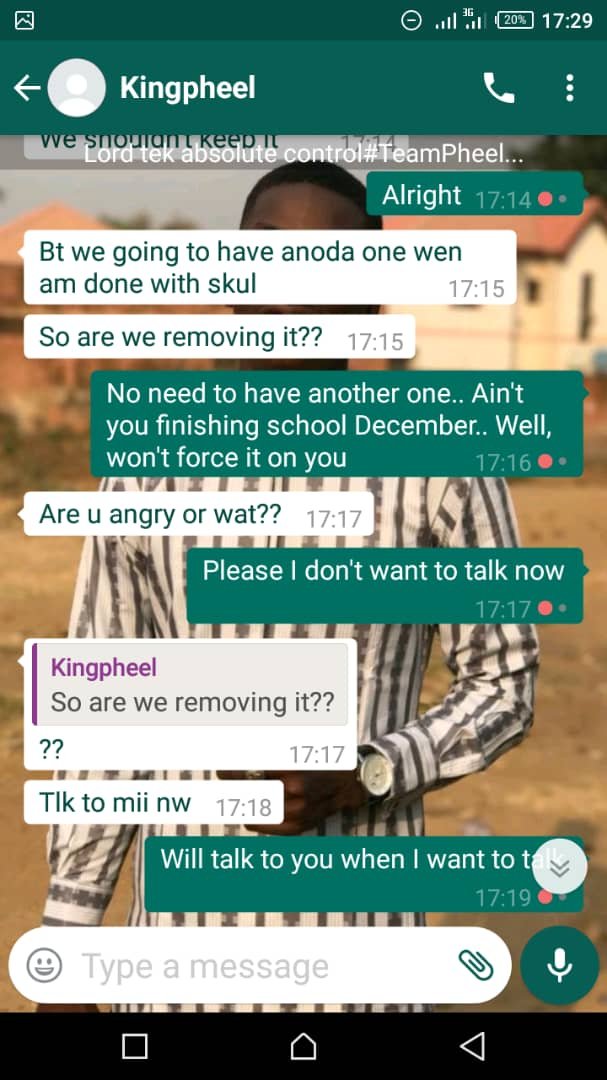 3G
20%
17:29
Kingpheel
We shouldn't keep it 17:14
Lord tek absolute control#TeamPheel...
Alright 17:14
Bt we going to have anoda one wen
am done with skul 17:15
So are we removing it?? 17:15
No need to have another one.. Ain't
you finishing school December.. Well,
won't force it on you 17:16
Are u angry or wat?? 17:17
Please I don't want to talk now
17:17
Kingpheel
So are we removing it??
?? 17:17
Tlk to mii nw 17:18
Will talk to you when I want to talk
17:19
Type a message